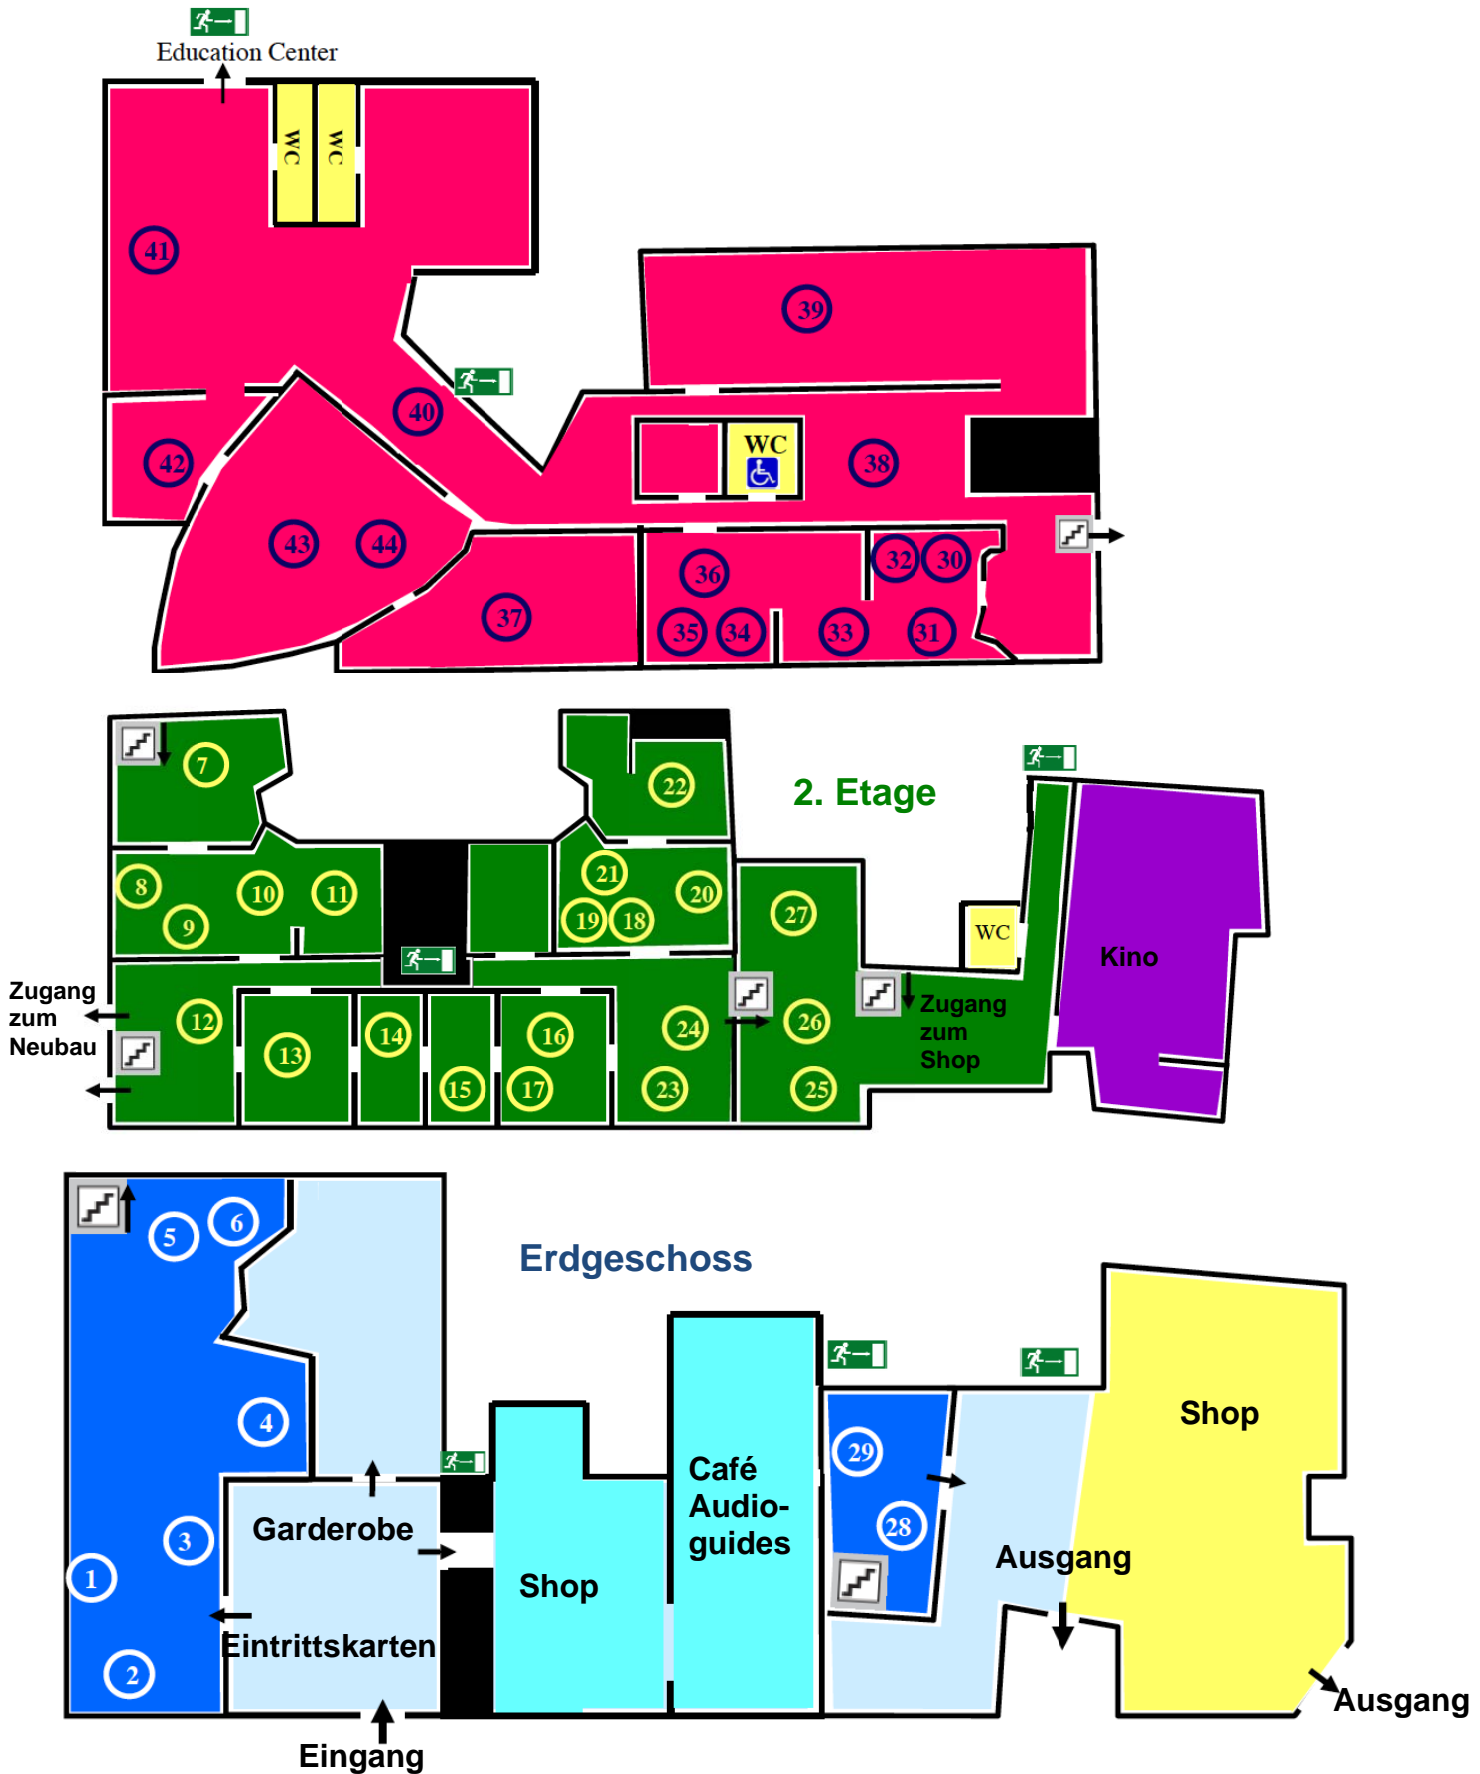 Education Center
WC
WC
41
39
40
42
WC
38
43
44
36
32
30
37
35
34
33
31
7
22
2. Etage
8
9
10
11
21
19
18
20
27
WC
Kino
Zugang
zum
Neubau
12
13
14
15
16
17
24
23
26
25
Zugang
zum
Shop
5
6
Erdgeschoss
4
Shop
29
Café
Audio-
guides
28
Garderobe
3
1
Shop
Ausgang
Eintrittskarten
2
Ausgang
Eingang